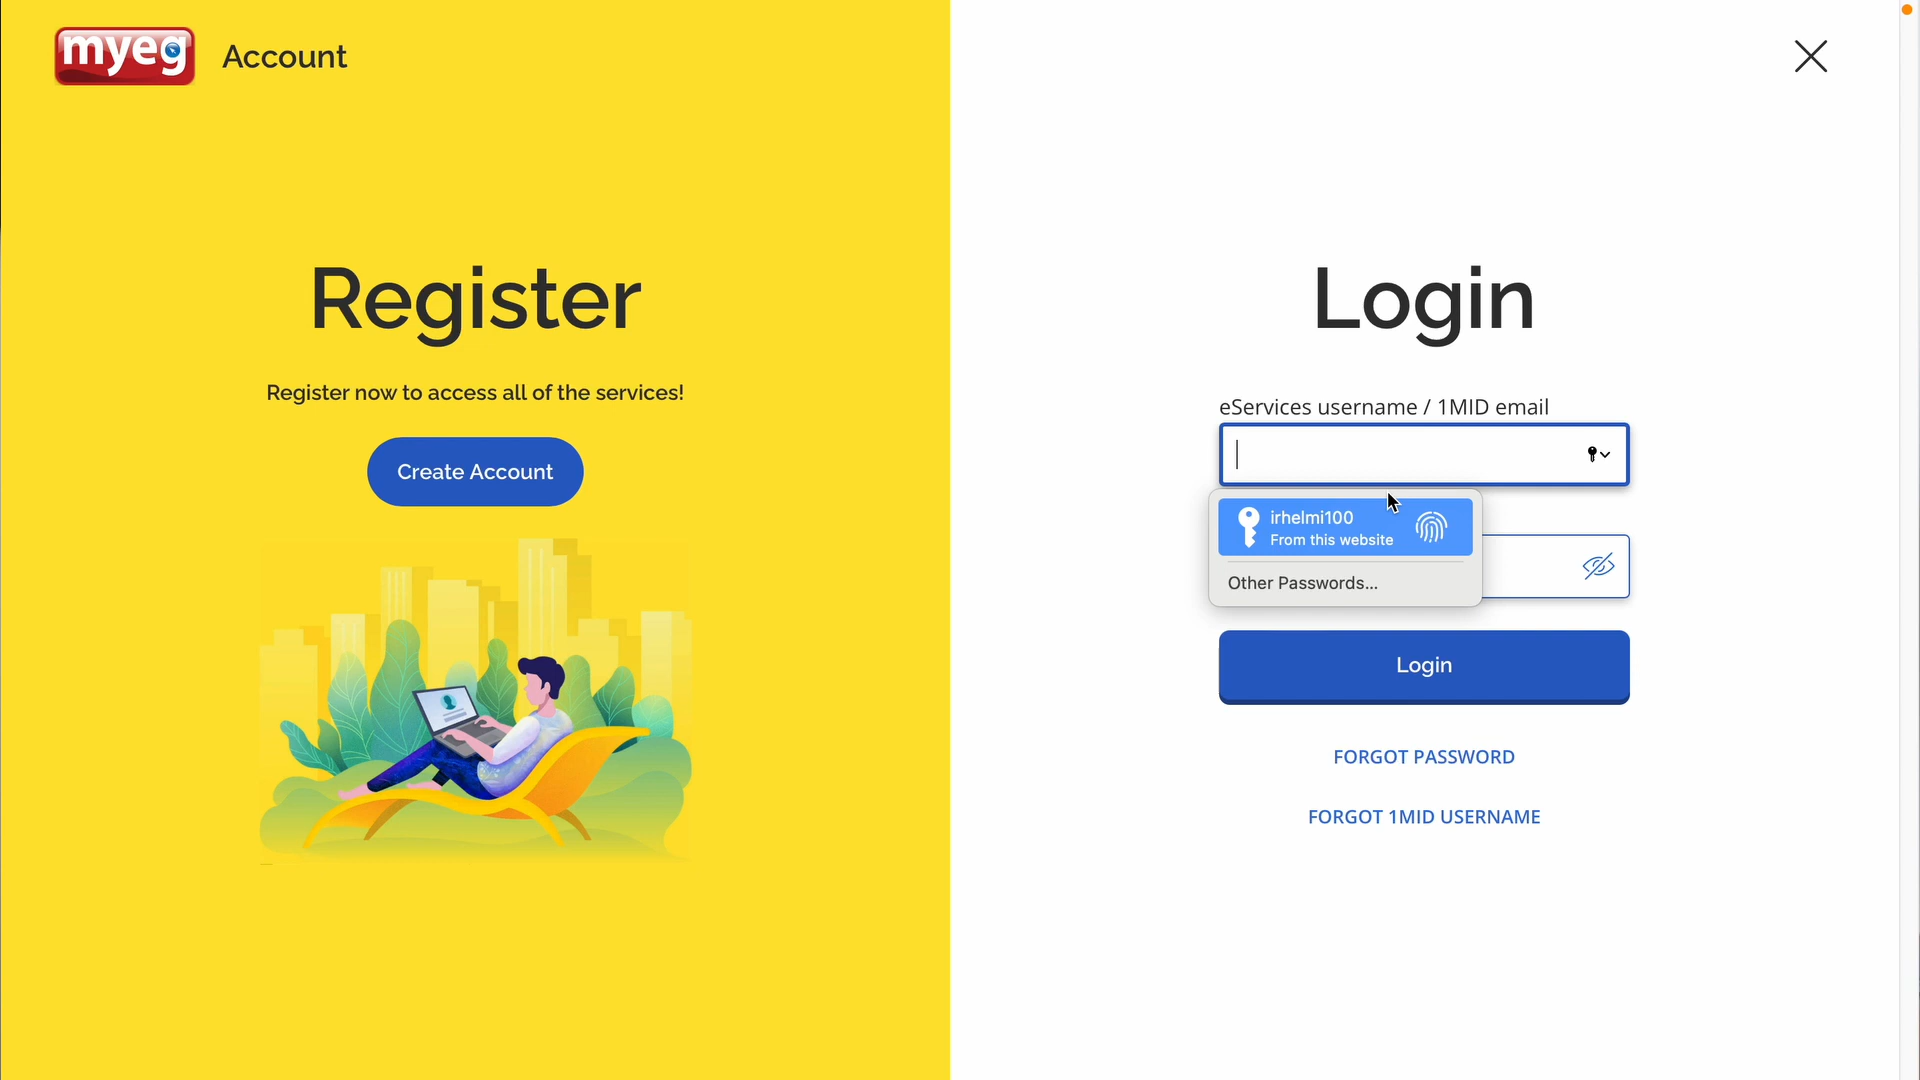 myeg Account
Register
Register now to access all of the services!
Create Account
Login
eServices username / 1MID email
irhelmi100
From this website
Other Passwords...
Login
FORGOT PASSWORD
FORGOT 1MID USERNAME